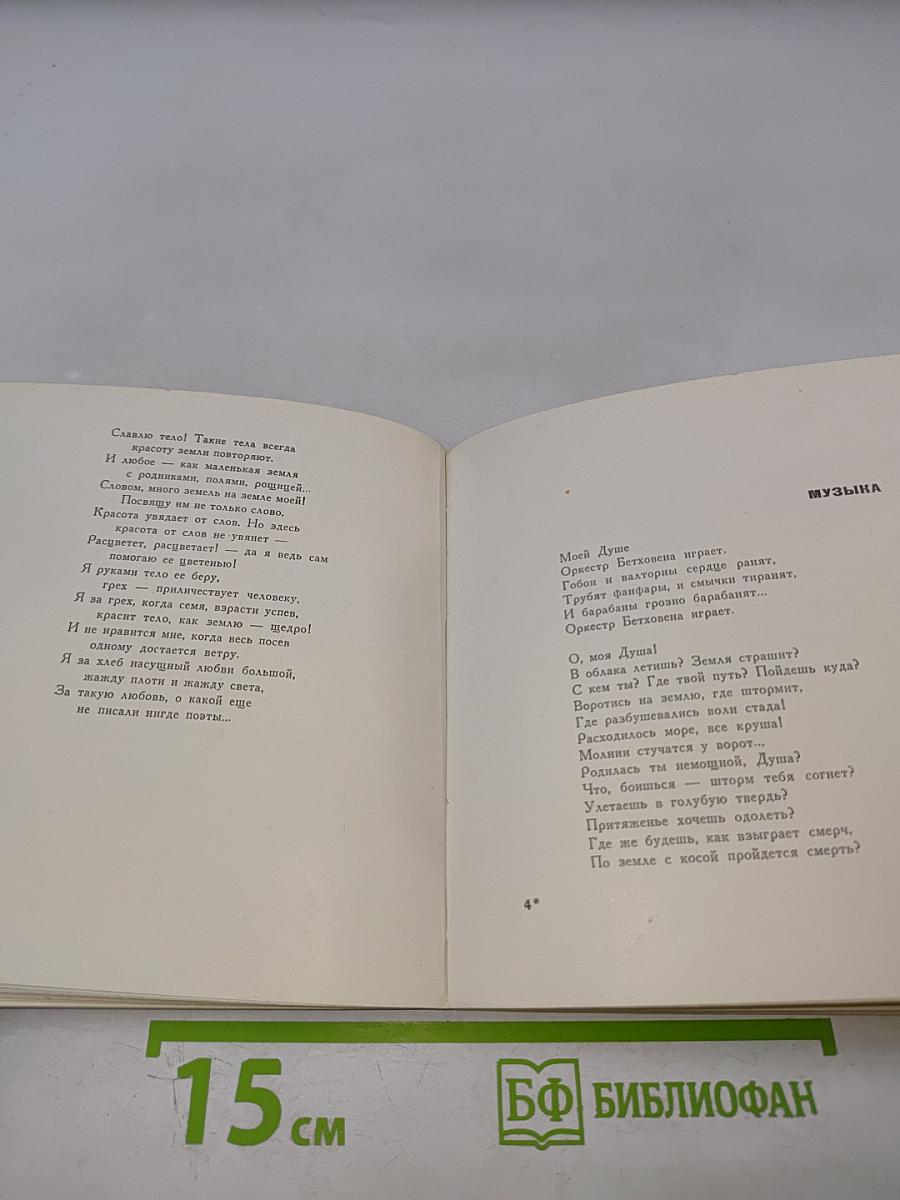 Славлю тело! Такие тела всегда
красоту земли повторяют.
И любое — как маленькая земля
с родниками, полями, рощицей...
Словом, много земель на земле моей!
Посвящу им не только слово.
Красота увядает от слов. Но здесь
красота от слов не увянет —
Расцветет, расцветает! — да я ведь сам
помогаю ее цветенью!
Я руками тело ее беру,
грех — приличествует человеку.
Я за грех, когда семя, взрасти успев,
красит тело, как землю — щедро!
И не нравится мне, когда весь посев
одному достается ветру.
Я за хлеб насущный любви большой,
жажду плоти и жажду света,
За такую любовь, о какой еще
не писали нигде поэты...
МУЗЫКА
Моей Душе
Оркестр Бетховена играет.
Гобои и валторны сердце ранят,
Трубят фанфары, и смычки тиранят,
И барабаны грозно барабанят...
Оркестр Бетховена играет.
О, моя Душа!
В облака летишь? Земля страшит?
С кем ты? Где твой путь? Пойдешь куда?
Воротись на землю, где штормит,
Где разбушевались волн стада!
Расходилось море, все круша!
Молнии стучатся у ворот...
Родилась ты немощной, Душа?
Что, боишься — шторм тебя согнет?
Улетаешь в голубую твердь?
Притяженье хочешь одолеть?
Где же будешь, как взыграет смерч,
По земле с косой пройдется смерть?
4*
15 см
БФ БИБЛИОФАН